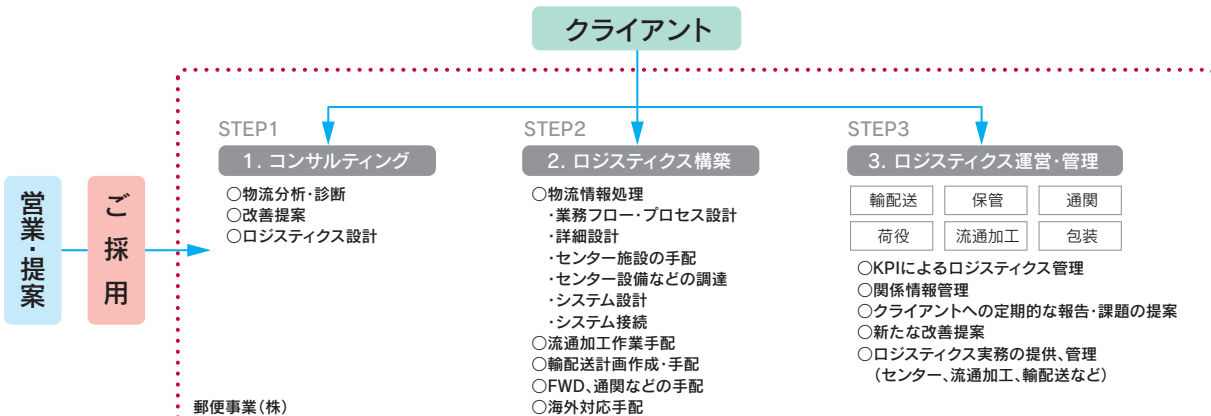 クライアント
営業・提案
ご採用
STEP1
1. コンサルティング
○物流分析・診断
○改善提案
○ロジスティクス設計
STEP2
2. ロジスティクス構築
○物流情報処理
・業務フロー・プロセス設計
・詳細設計
・センター施設の手配
・センター設備などの調達
・システム設計
・システム接続
○流通加工作業手配
○輸配送計画作成・手配
○FWD、通関などの手配
○海外対応手配
STEP3
3. ロジスティクス運営・管理
輸配送 保管 通関
荷役 流通加工 包装
○KPIによるロジスティクス管理
○関係情報管理
○クライアントへの定期的な報告・課題の提案
○新たな改善提案
○ロジスティクス実務の提供、管理
（センター、流通加工、輸配送など）
郵便事業（株）